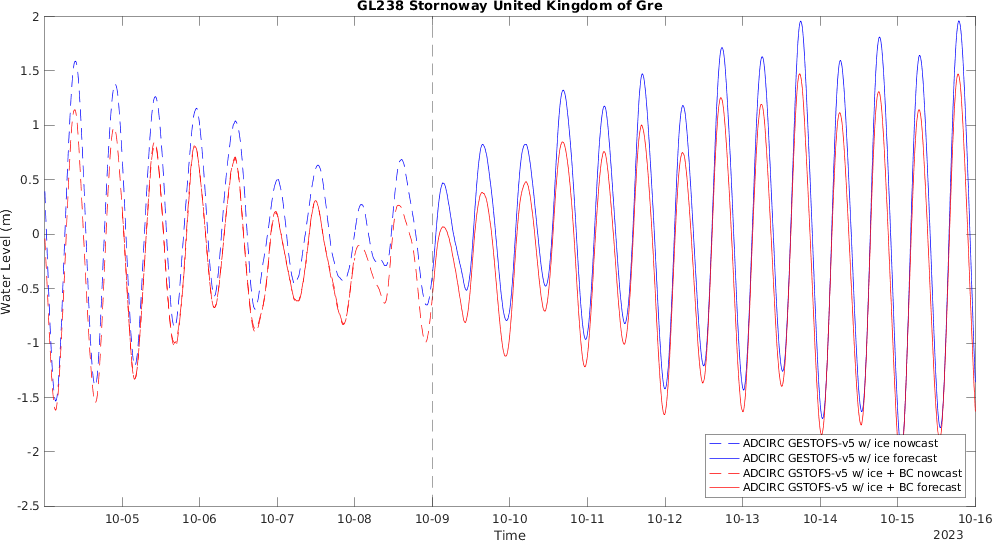 GL238 Stornoway United Kingdom of Gre
Water Level (m)
2
1.5
1
0.5
0
-0.5
-1
-1.5
-2
-2.5
10-05 10-06 10-07 10-08 10-09 10-10 10-11 10-12 10-13 10-14 10-15 10-16
Time
2023
ADCIRC GESTOFS-v5 w/ ice nowcast
ADCIRC GESTOFS-v5 w/ ice forecast
ADCIRC GSTOFS-v5 w/ ice + BC nowcast
ADCIRC GSTOFS-v5 w/ ice + BC forecast